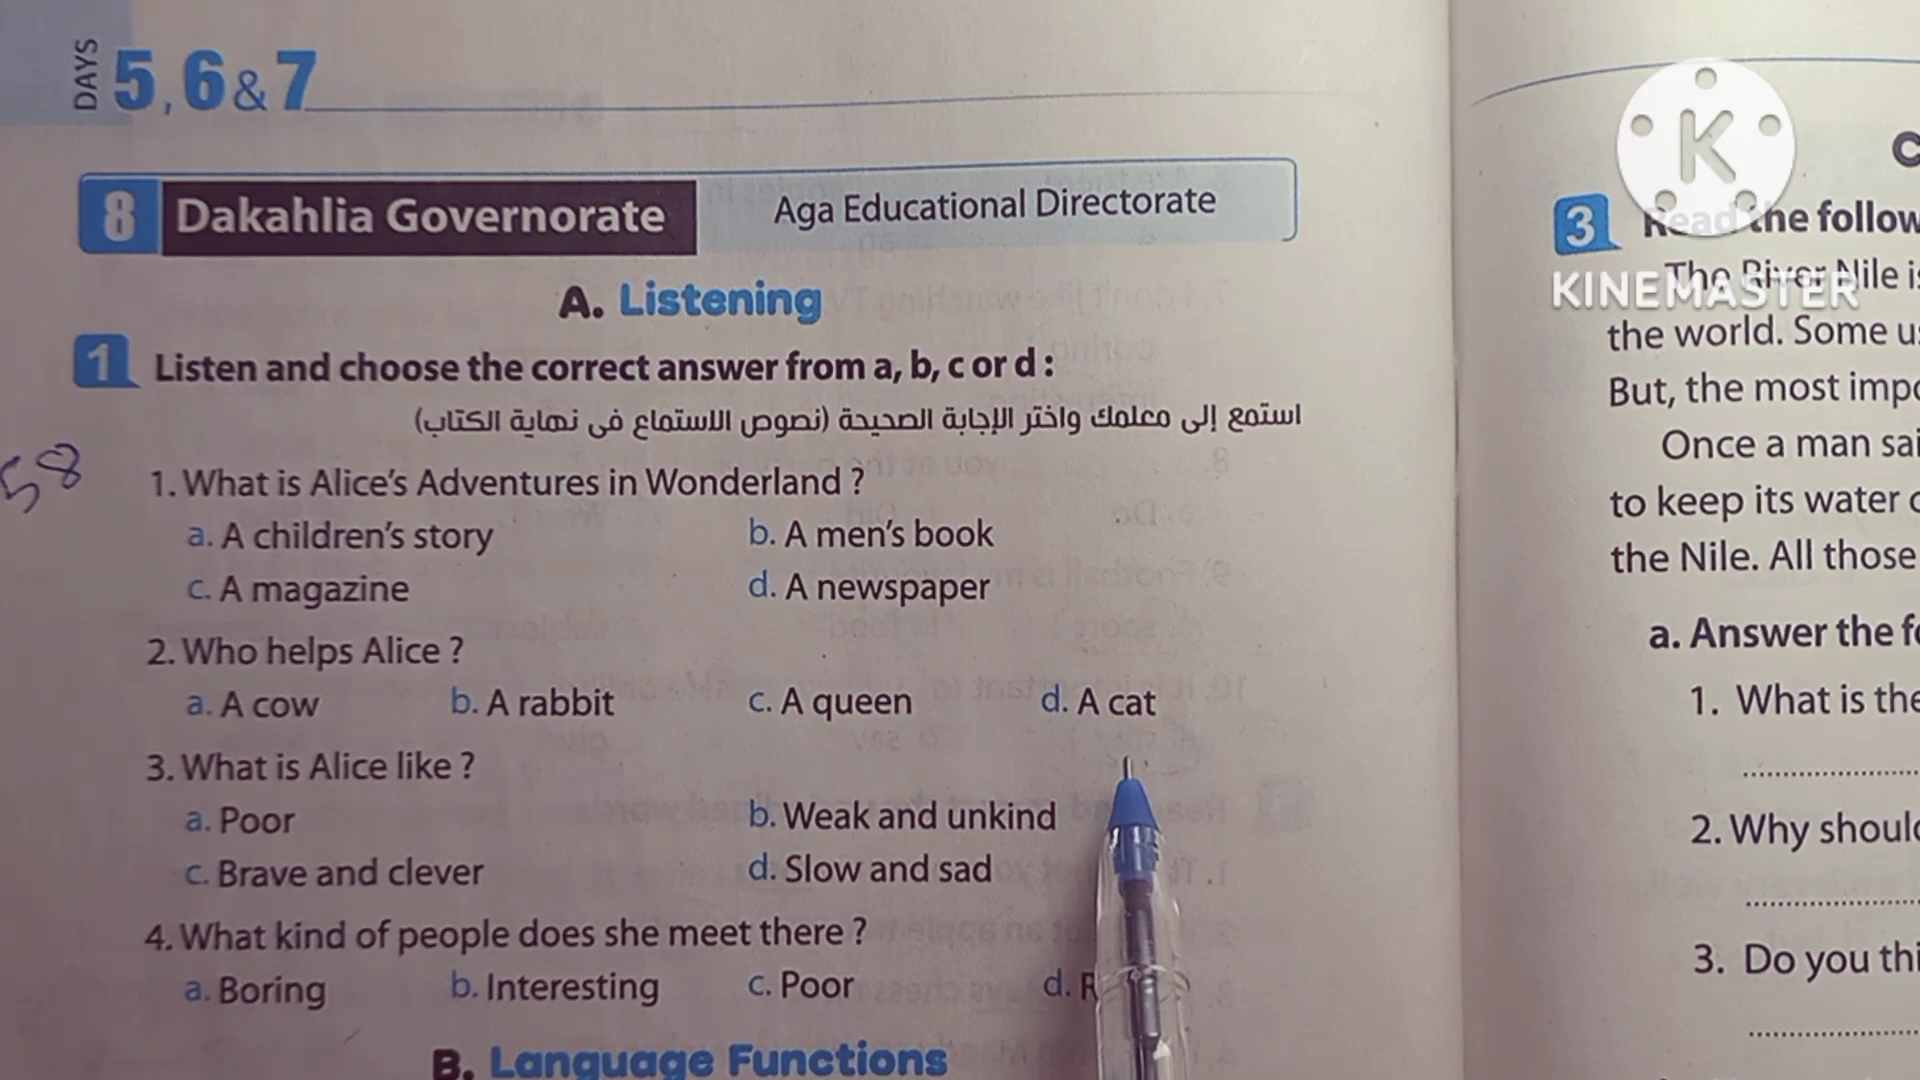 DAYS 5, 6 & 7
8 Dakahlia Governorate Aga Educational Directorate
A. Listening
1 Listen and choose the correct answer from a, b, c or d :
استمع إلى معلمك واختر الإجابة الصحيحة (نصوص الاستماع فى نهاية الكتاب)
58
1. What is Alice's Adventures in Wonderland ?
a. A children's story b. A men's book
c. A magazine d. A newspaper
2. Who helps Alice ?
a. A cow b. A rabbit c. A queen d. A cat
3. What is Alice like ?
a. Poor b. Weak and unkind
c. Brave and clever d. Slow and sad
4. What kind of people does she meet there ?
a. Boring b. Interesting c. Poor d.
B. Language Functions
K
KINEMASTER
3 Read the follow
The River Nile is
the world. Some
But, the most
Once a man
to keep its water
the Nile. All those
a. Answer the
1. What is the
2. Why
3. Do you